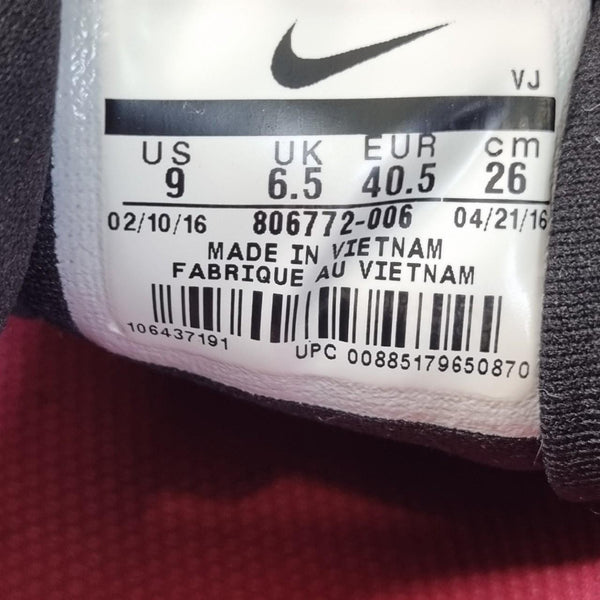 VJ
US UK EUR cm
9 6.5 40.5 26
02/10/16 806772-006 04/21/16
MADE IN VIETNAM
FABRIQUE AU VIETNAM
106437191 UPC 00885179650870